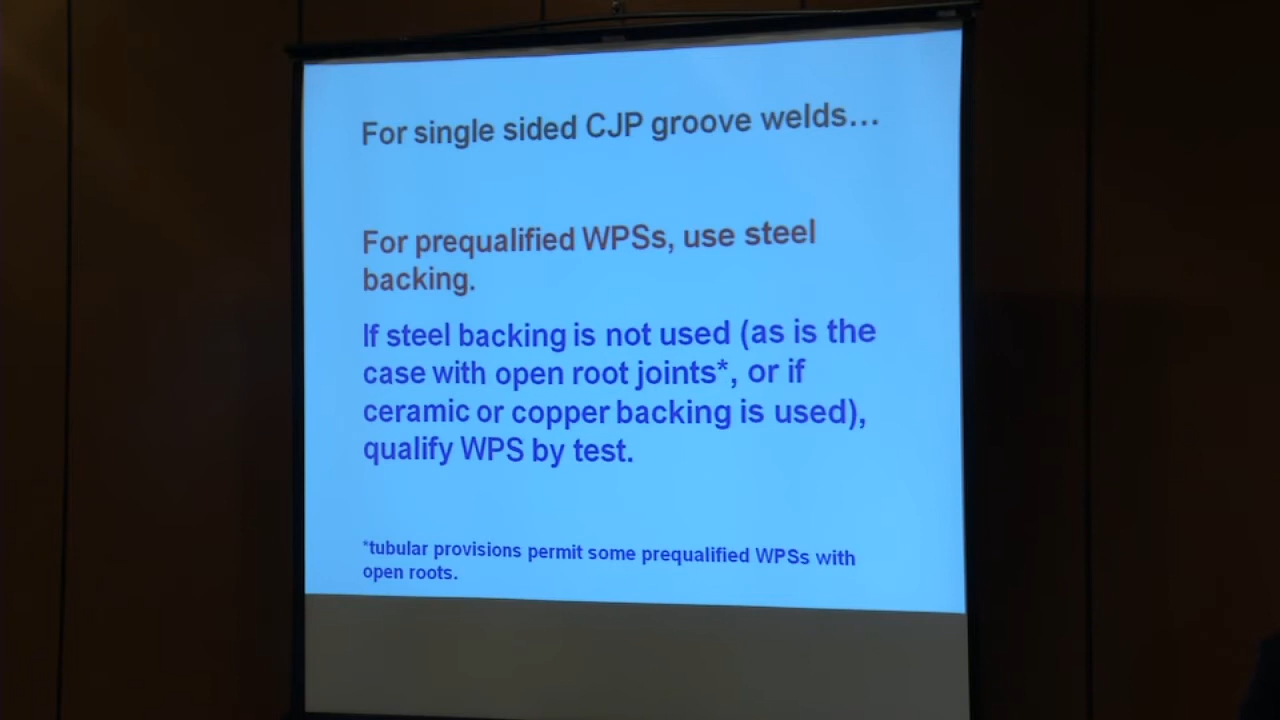 For single sided CJP groove welds...
For prequalified WPSs, use steel
backing.
If steel backing is not used (as is the
case with open root joints*, or if
ceramic or copper backing is used),
qualify WPS by test.
*tubular provisions permit some prequalified WPSs with
open roots.